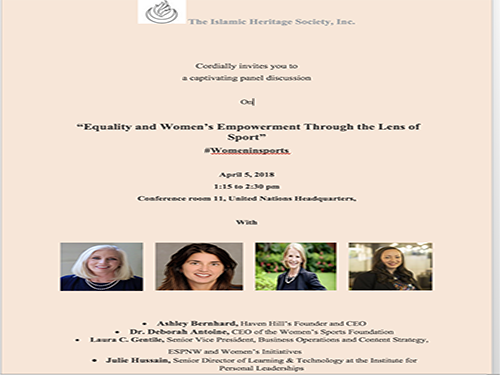 The Islamic Heritage Society, Inc.
Cordially invites you to
a captivating panel discussion
On
“Equality and Women’s Empowerment Through the Lens of
Sport”
#Womeninsports
April 5, 2018
1:15 to 2:30 pm
Conference room 11, United Nations Headquarters,
With
• Ashley Bernhard, Haven Hill’s Founder and CEO
• Dr. Deborah Antoine, CEO of the Women’s Sports Foundation
• Laura C. Gentile, Senior Vice President, Business Operations and Content Strategy,
ESPNW and Women’s Initiatives
• Julie Hussain, Senior Director of Learning & Technology at the Institute for
Personal Leaderships